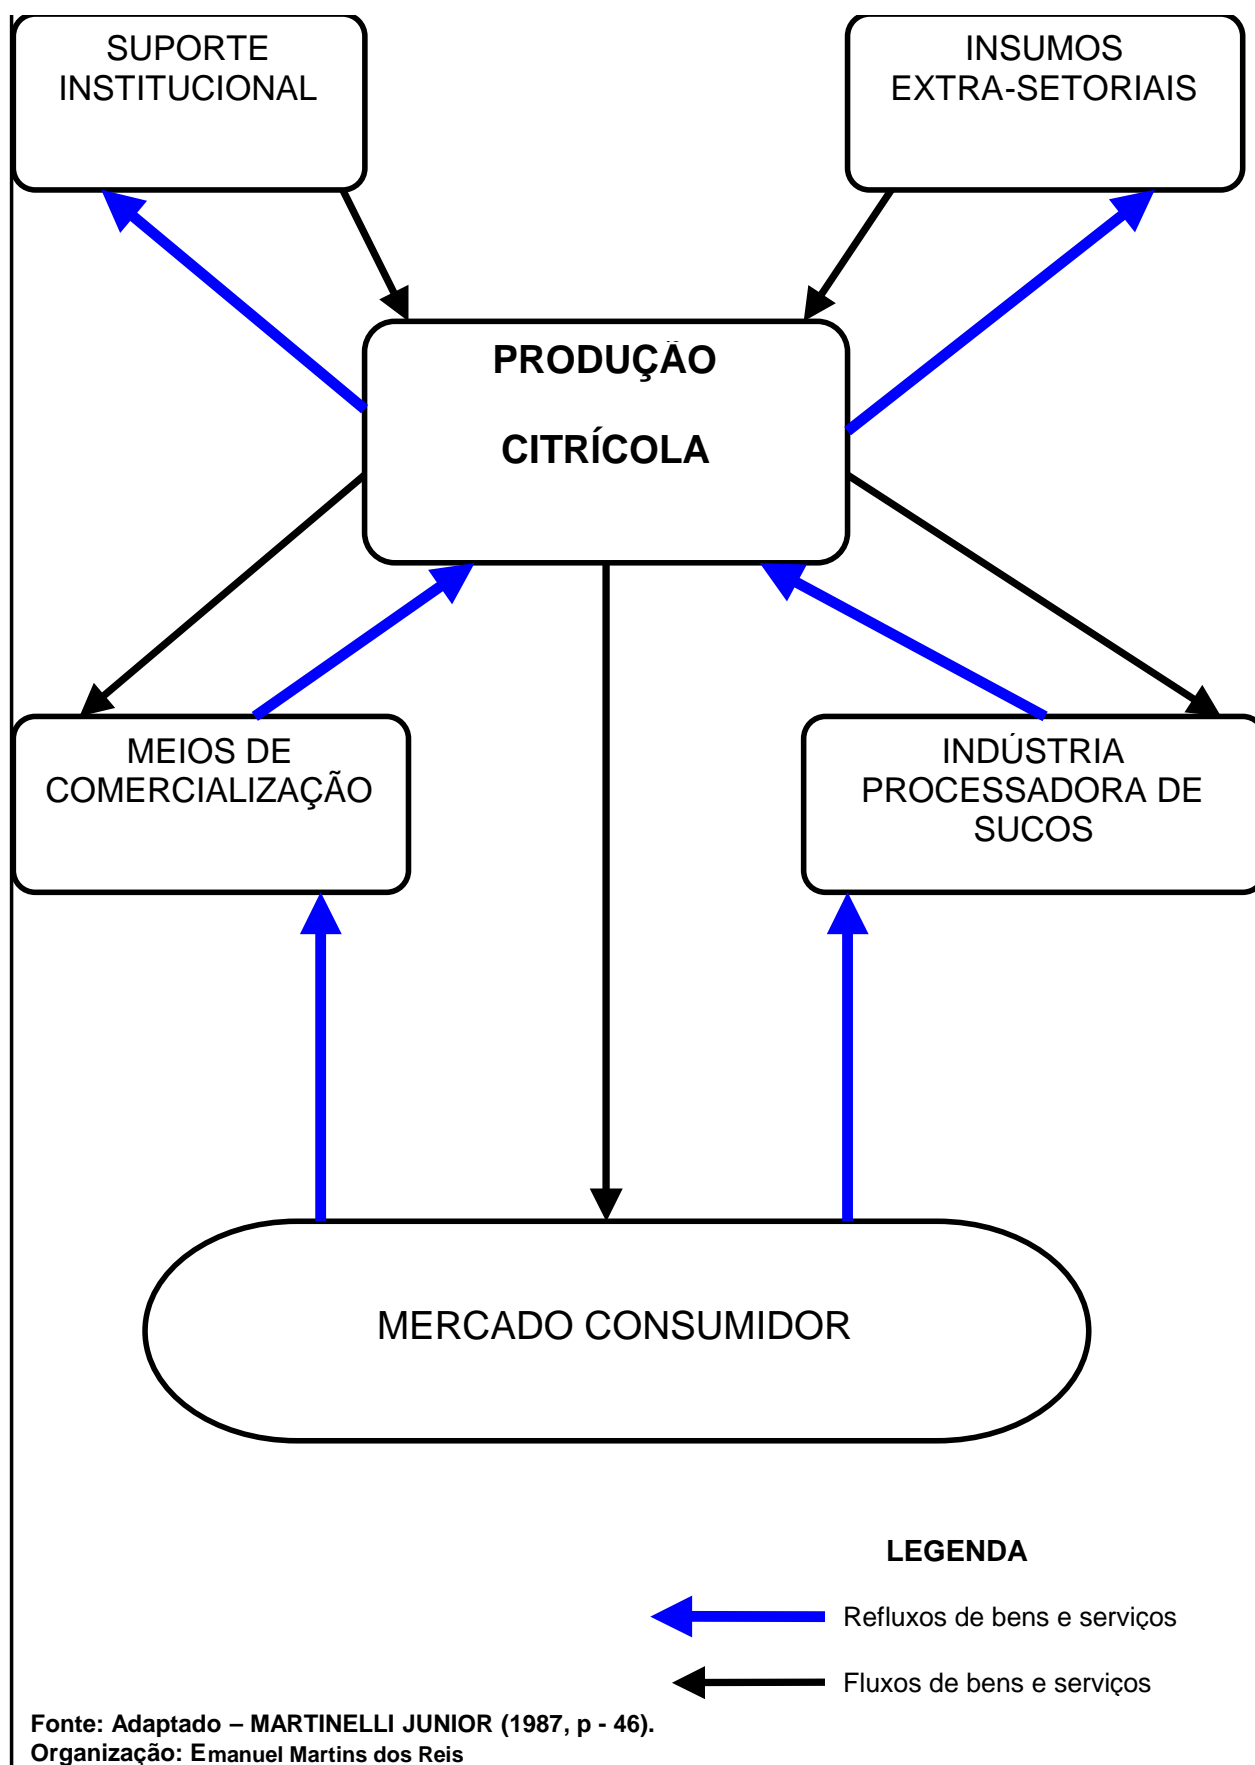 SUPORTE
INSTITUCIONAL
INSUMOS
EXTRA-SETORIAIS
PRODUÇÃO
CITRÍCOLA
MEIOS DE
COMERCIALIZAÇÃO
INDÚSTRIA
PROCESSADORA DE
SUCOS
MERCADO CONSUMIDOR
LEGENDA
Refluxos de bens e serviços
Fluxos de bens e serviços
Fonte: Adaptado – MARTINELLI JUNIOR (1987, p - 46).
Organização: Emanuel Martins dos Reis